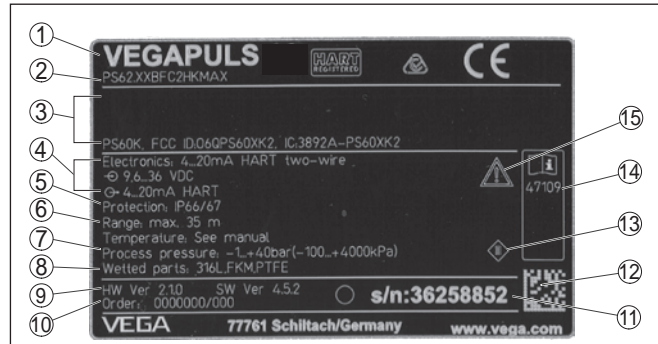 1 VEGAPULS HART REGISTERED CE
2 PS62.XXBFC2HKMAX
3 PS60K, FCC ID:O6QPS60XK2, IC:3892A-PS60XK2
4 Electronics: 4...20mA HART two-wire
9,6...36 VDC
4...20mA HART
5 Protection: IP66/67
6 Range: max. 35 m
Temperature: See manual
7 Process pressure: -1...+40bar(-100...+4000kPa)
8 Wetted parts: 316L,FKM,PTFE
9 HW Ver 2.1.0 SW Ver 4.5.2
10 Order: 0000000/000
s/n:36258852 11
12
13
47109 14
15
VEGA 77761 Schiltach/Germany www.vega.com